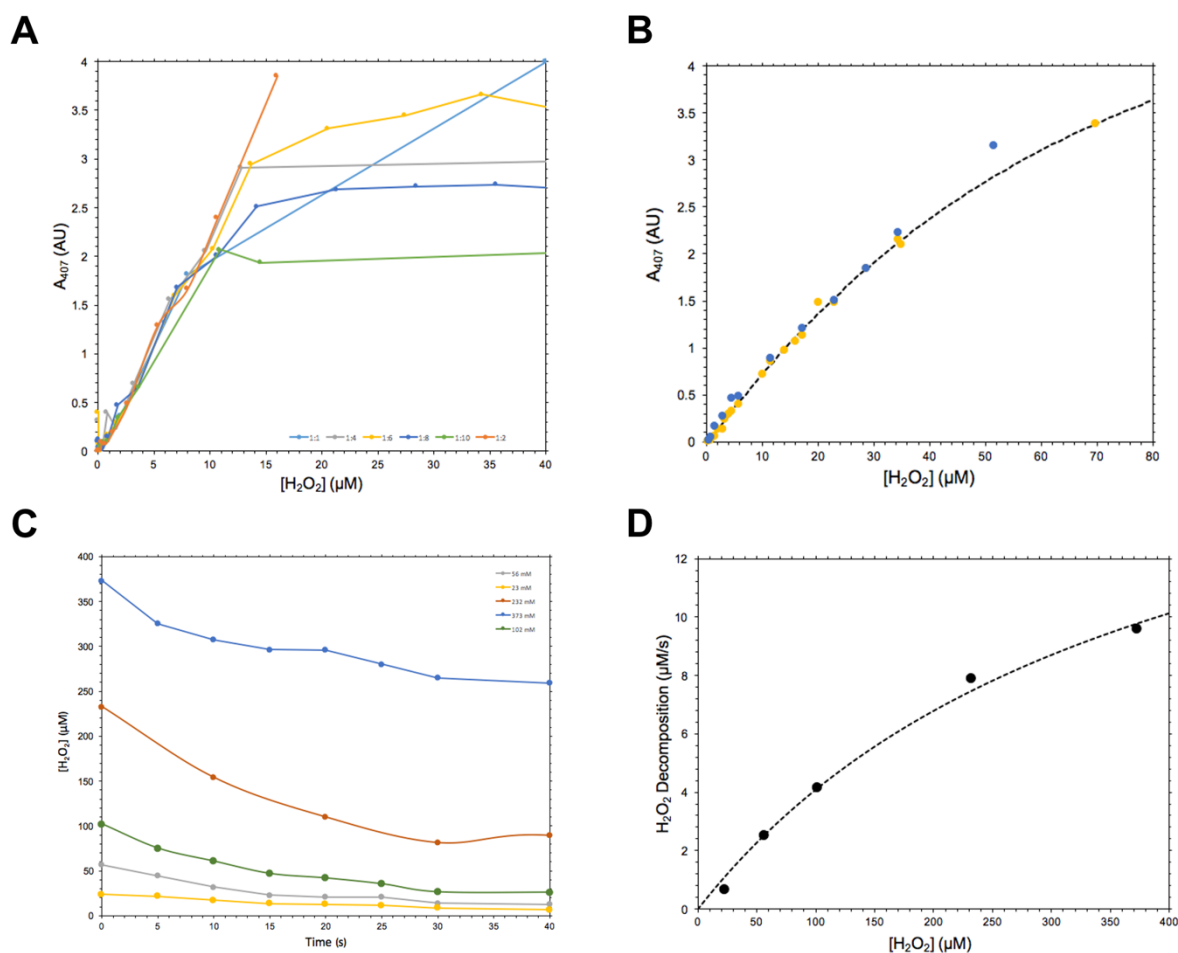 A
4
3.5
3
2.5
2
1.5
1
0.5
0
A₄₀₇ (AU)
1:1 1:4 1:6 1:8 1:10 1:2
0 5 10 15 20 25 30 35 40
[H₂O₂] (µM)
B
4
3.5
3
2.5
2
1.5
1
0.5
0
A₄₀₇ (AU)
0 10 20 30 40 50 60 70 80
[H₂O₂] (µM)
C
400
350
300
250
200
150
100
50
0
[H₂O₂] (µM)
56 mM
23 mM
232 mM
373 mM
102 mM
0 5 10 15 20 25 30 35 40
Time (s)
D
12
10
8
6
4
2
0
H₂O₂ Decomposition (µM/s)
0 50 100 150 200 250 300 350 400
[H₂O₂] (µM)